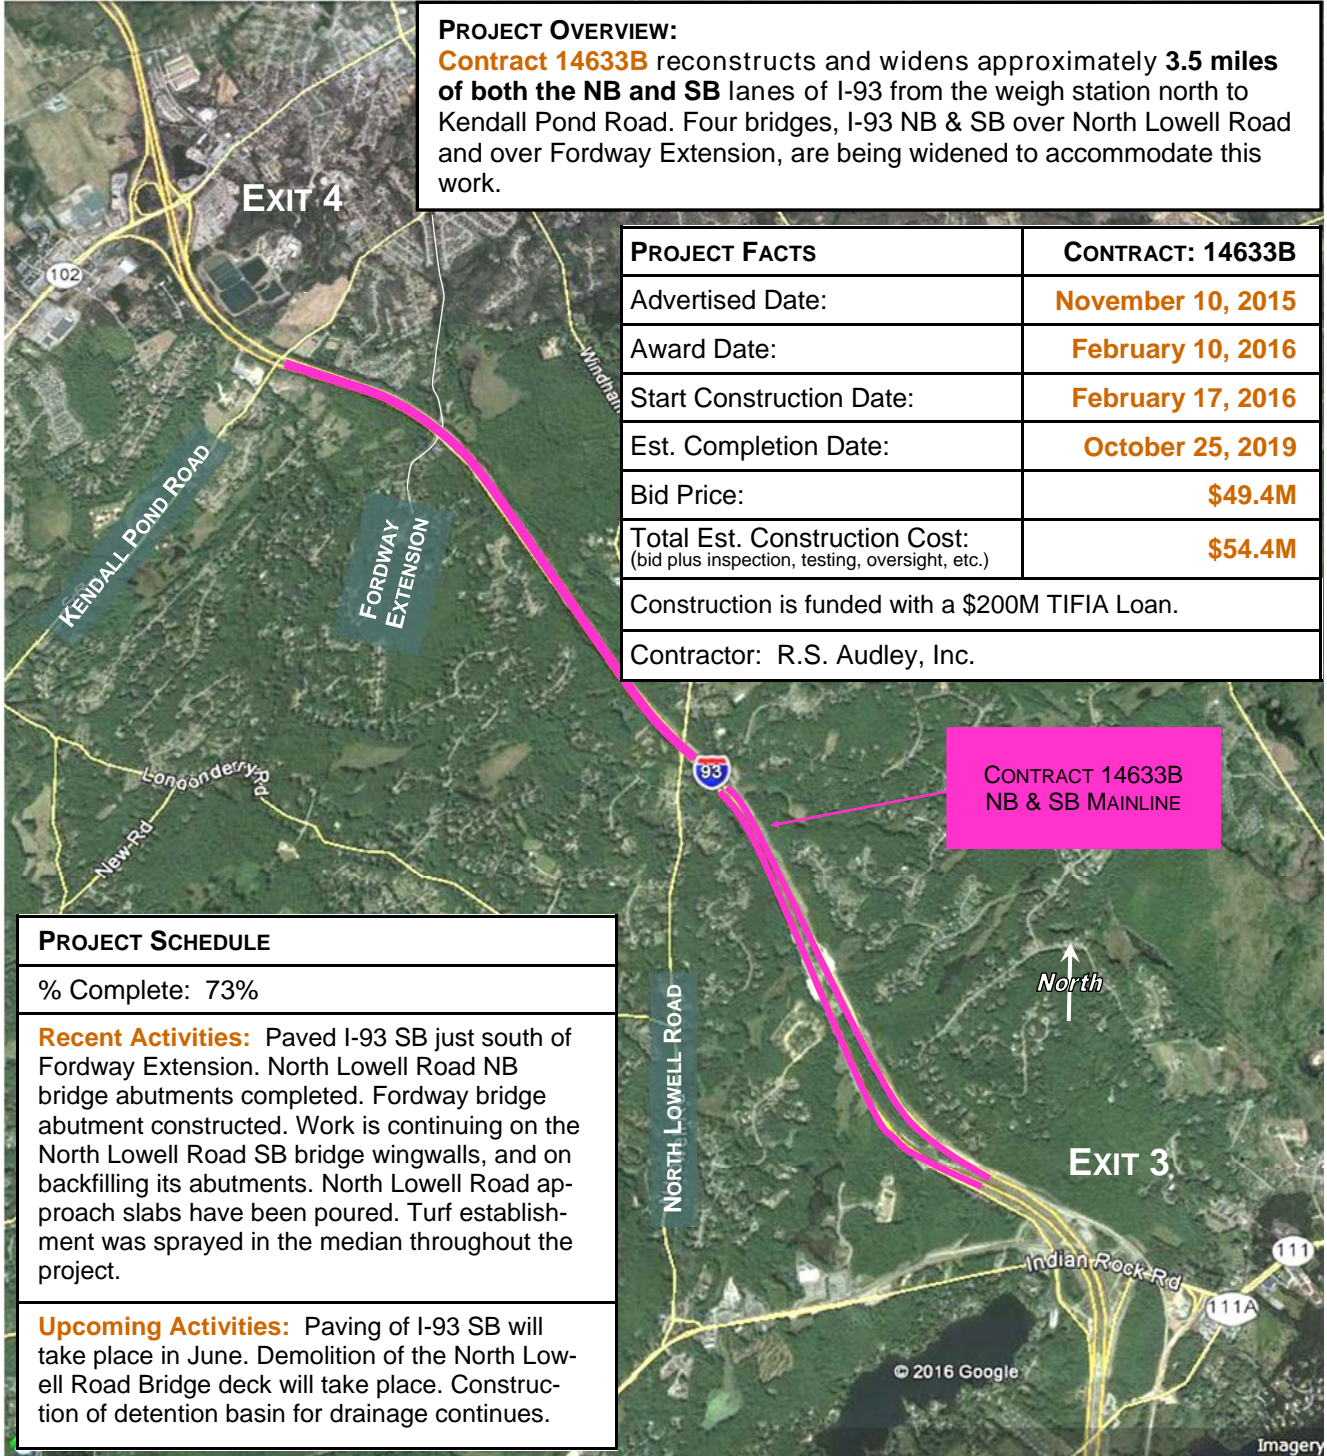 PROJECT OVERVIEW:
Contract 14633B reconstructs and widens approximately 3.5 miles
of both the NB and SB lanes of I-93 from the weigh station north to
Kendall Pond Road. Four bridges, I-93 NB & SB over North Lowell Road
and over Fordway Extension, are being widened to accommodate this
work.
EXIT 4
102
PROJECT FACTS CONTRACT: 14633B
Advertised Date: November 10, 2015
Award Date: February 10, 2016
Start Construction Date: February 17, 2016
Est. Completion Date: October 25, 2019
Bid Price: $49.4M
Total Est. Construction Cost: $54.4M
(bid plus inspection, testing, oversight, etc.)
Construction is funded with a $200M TIFIA Loan.
Contractor: R.S. Audley, Inc.
Windham
KENDALL POND ROAD
FORDWAY
EXTENSION
93
CONTRACT 14633B
NB & SB MAINLINE
Londonderry Rd
New Rd
North
NORTH LOWELL ROAD
EXIT 3
Indian Rock Rd
111
111A
PROJECT SCHEDULE
% Complete: 73%
Recent Activities: Paved I-93 SB just south of
Fordway Extension. North Lowell Road NB
bridge abutments completed. Fordway bridge
abutment constructed. Work is continuing on the
North Lowell Road SB bridge wingwalls, and on
backfilling its abutments. North Lowell Road ap-
proach slabs have been poured. Turf establish-
ment was sprayed in the median throughout the
project.
Upcoming Activities: Paving of I-93 SB will
take place in June. Demolition of the North Low-
ell Road Bridge deck will take place. Construc-
tion of detention basin for drainage continues.
© 2016 Google
Imagery